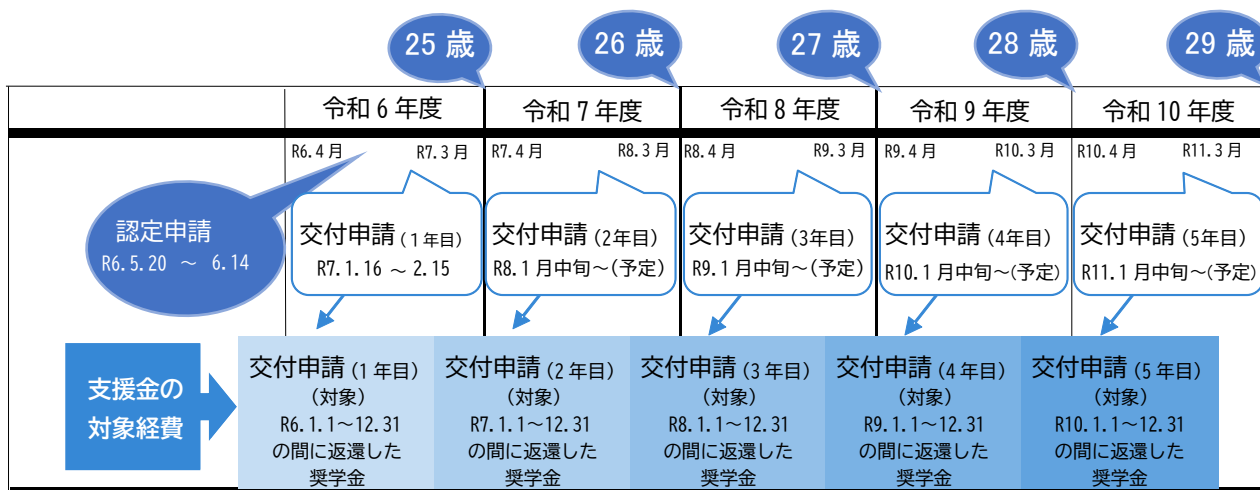 25 歳
26 歳
27 歳
28 歳
29 歳
令和 6 年度
令和 7 年度
令和 8 年度
令和 9 年度
令和 10 年度
R6.4月 R7.3月
R7.4月 R8.3月
R8.4月 R9.3月
R9.4月 R10.3月
R10.4月 R11.3月
認定申請
R6.5.20 ～ 6.14
交付申請(1年目)
R7.1.16 ～ 2.15
交付申請(2年目)
R8.1月中旬～(予定)
交付申請(3年目)
R9.1月中旬～(予定)
交付申請(4年目)
R10.1月中旬～(予定)
交付申請(5年目)
R11.1月中旬～(予定)
支援金の
対象経費
交付申請(1年目)
(対象)
R6.1.1～12.31
の間に返還した
奨学金
交付申請(2年目)
(対象)
R7.1.1～12.31
の間に返還した
奨学金
交付申請(3年目)
(対象)
R8.1.1～12.31
の間に返還した
奨学金
交付申請(4年目)
(対象)
R9.1.1～12.31
の間に返還した
奨学金
交付申請(5年目)
(対象)
R10.1.1～12.31
の間に返還した
奨学金